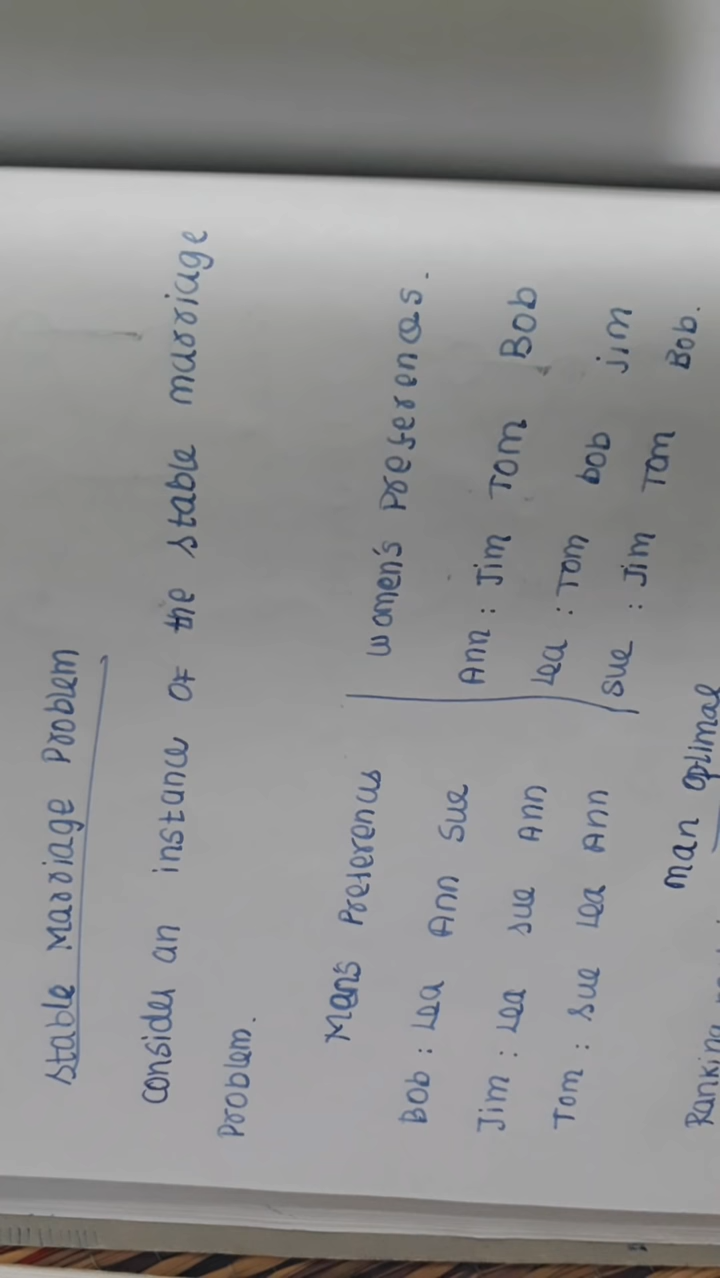 Stable Marriage Problem
Consider an instance of the stable marriage
Problem.
Mans Preferences Women's Preferences.
Bob : Lea Ann Sue Ann : Jim Tom Bob
Jim : Lea Sue Ann Lea : Tom bob Jim
Tom : Sue Lea Ann Sue : Jim Tom Bob.
Ranking man optimal